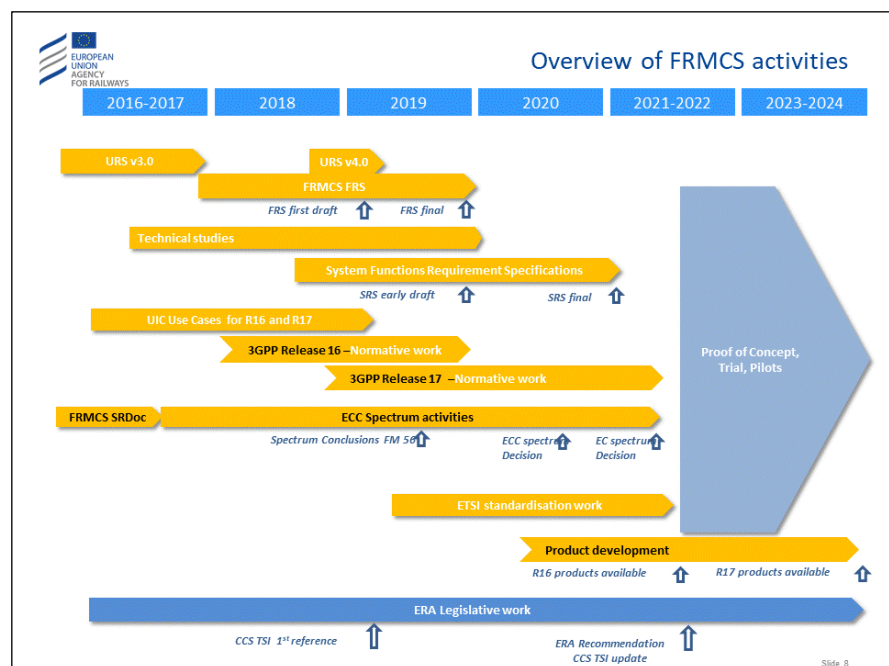 EUROPEAN
UNION
AGENCY
FOR RAILWAYS
Overview of FRMCS activities
2016-2017
2018
2019
2020
2021-2022
2023-2024
URS v3.0
URS v4.0
FRMCS FRS
FRS first draft
FRS final
Technical studies
System Functions Requirement Specifications
SRS early draft
SRS final
UIC Use Cases for R16 and R17
3GPP Release 16 –Normative work
3GPP Release 17 –Normative work
Proof of Concept,
Trial, Pilots
FRMCS SRDoc
ECC Spectrum activities
Spectrum Conclusions FM 56
ECC spectrum
Decision
EC spectrum
Decision
ETSI standardisation work
Product development
R16 products available
R17 products available
ERA Legislative work
CCS TSI 1st reference
ERA Recommendation
CCS TSI update
Slide 8